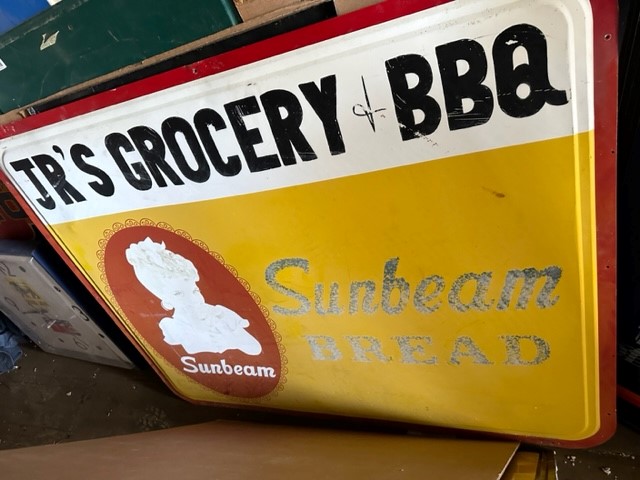 JR'S GROCERY & BBQ
Sunbeam
BREAD
Sunbeam